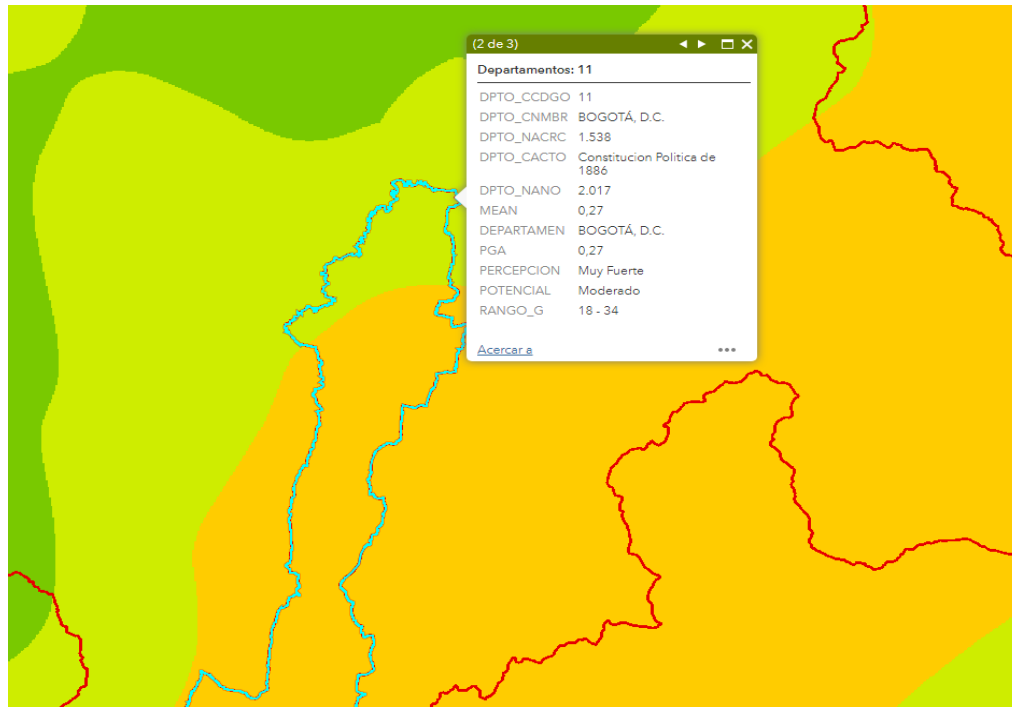 (2 de 3)
Departamentos: 11
DPTO_CCDGO 11
DPTO_CNMBR BOGOTÁ, D.C.
DPTO_NACRC 1.538
DPTO_CACTO Constitucion Politica de
1886
DPTO_NANO 2.017
MEAN 0,27
DEPARTAMEN BOGOTÁ, D.C.
PGA 0,27
PERCEPCION Muy Fuerte
POTENCIAL Moderado
RANGO_G 18 - 34
Acercar a